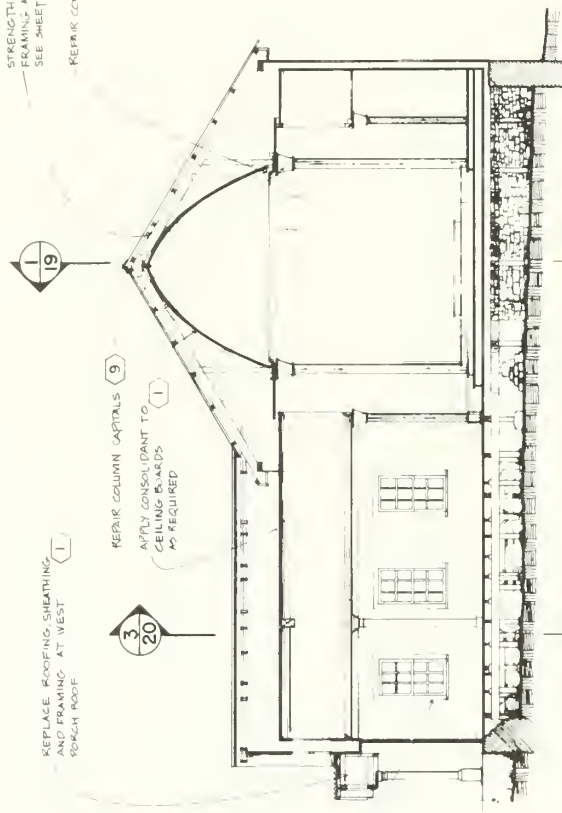 STRENGTH
FRAMING A
SEE SHEET
REPAIR CO
1
19
REPAIR COLUMN CAPITALS 9
APPLY CONSOLIDANT TO 1
CEILING BOARDS
AS REQUIRED
REPLACE ROOFING, SHEATHING 1
AND FRAMING AT WEST
PORCH ROOF
3
20